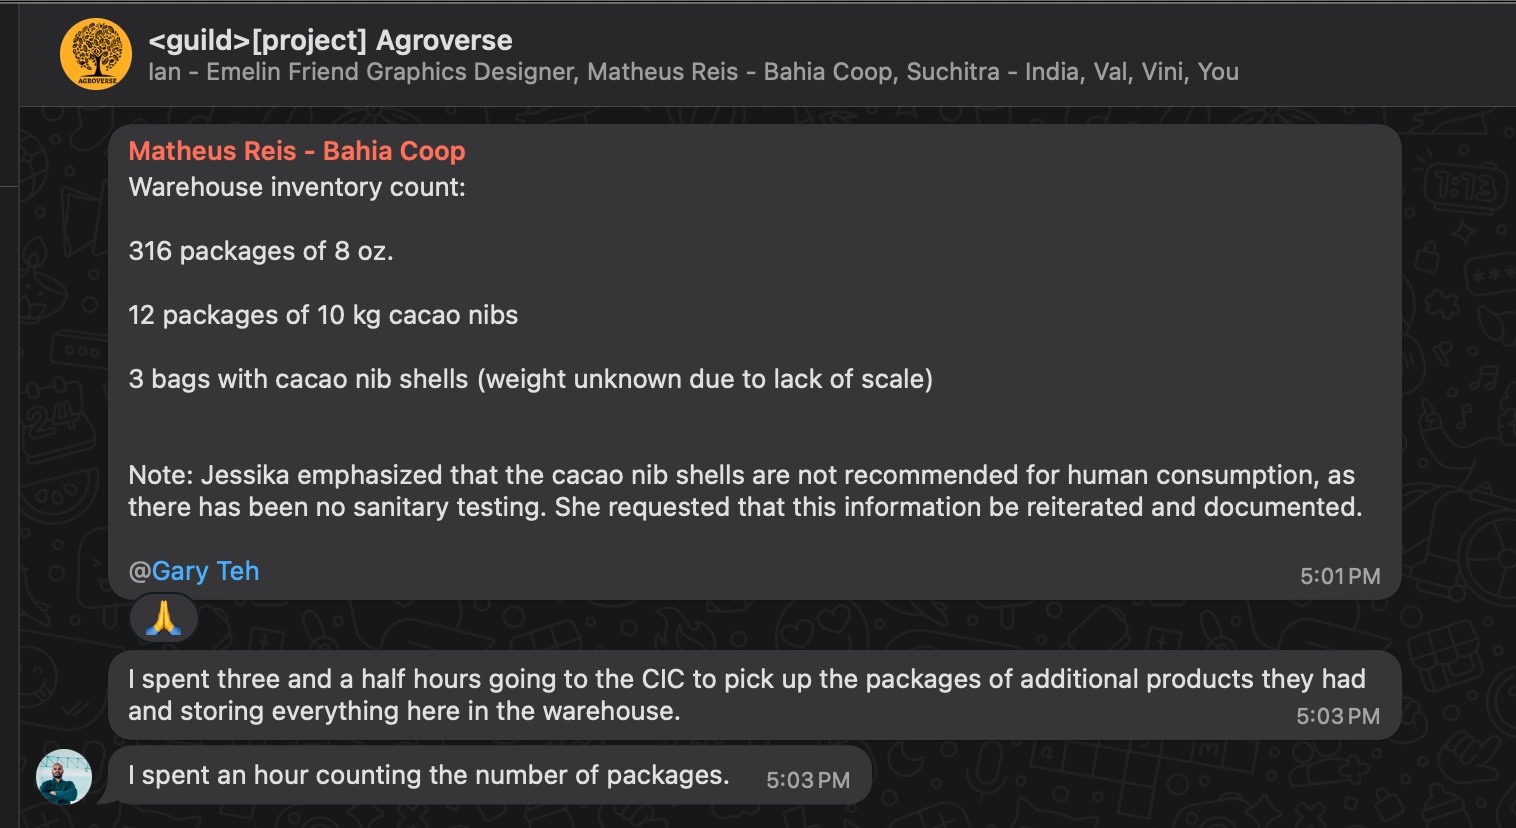 <guild>[project] Agroverse
Ian - Emelin Friend Graphics Designer, Matheus Reis - Bahia Coop, Suchitra - India, Val, Vini, You
AGROVERSE
Matheus Reis - Bahia Coop
Warehouse inventory count:
316 packages of 8 oz.
12 packages of 10 kg cacao nibs
3 bags with cacao nib shells (weight unknown due to lack of scale)
Note: Jessika emphasized that the cacao nib shells are not recommended for human consumption, as
there has been no sanitary testing. She requested that this information be reiterated and documented.
@Gary Teh
5:01 PM
I spent three and a half hours going to the CIC to pick up the packages of additional products they had
and storing everything here in the warehouse.
5:03 PM
I spent an hour counting the number of packages.
5:03 PM
1:13
24